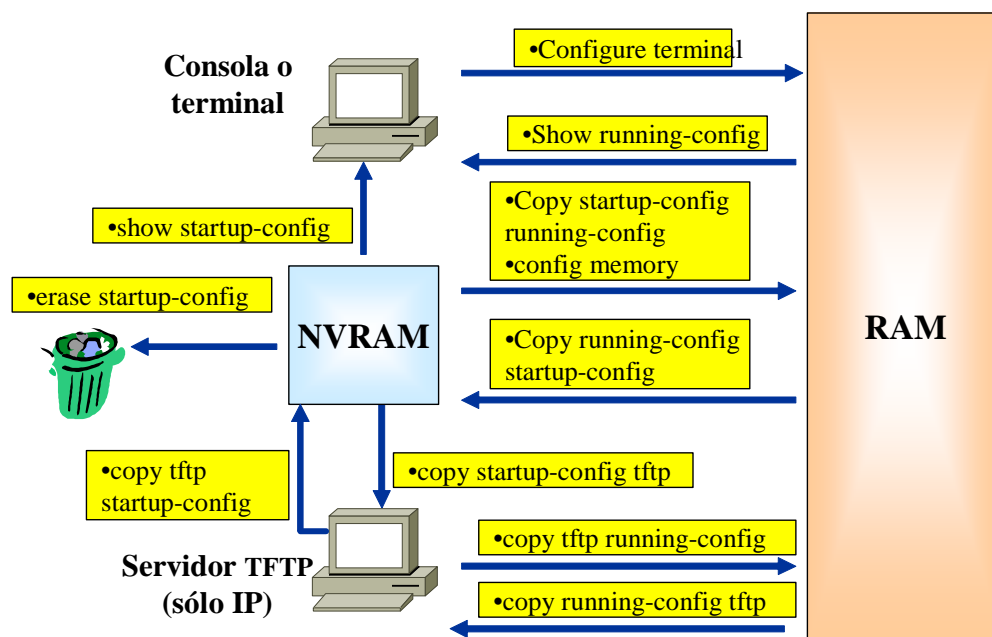 •Configure terminal
Consola o
terminal
•Show running-config
•show startup-config
•Copy startup-config
running-config
•config memory
•erase startup-config
NVRAM
RAM
•Copy running-config
startup-config
•copy tftp
startup-config
•copy startup-config tftp
•copy tftp running-config
Servidor TFTP
(sólo IP)
•copy running-config tftp